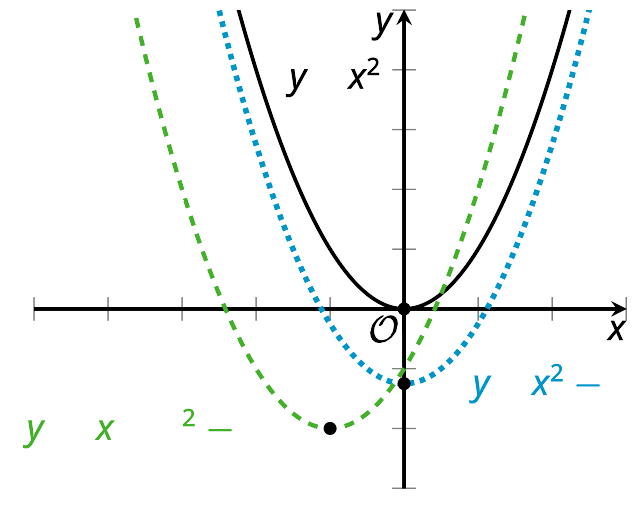 y
y x²
O
x
y x² –
y x ² –